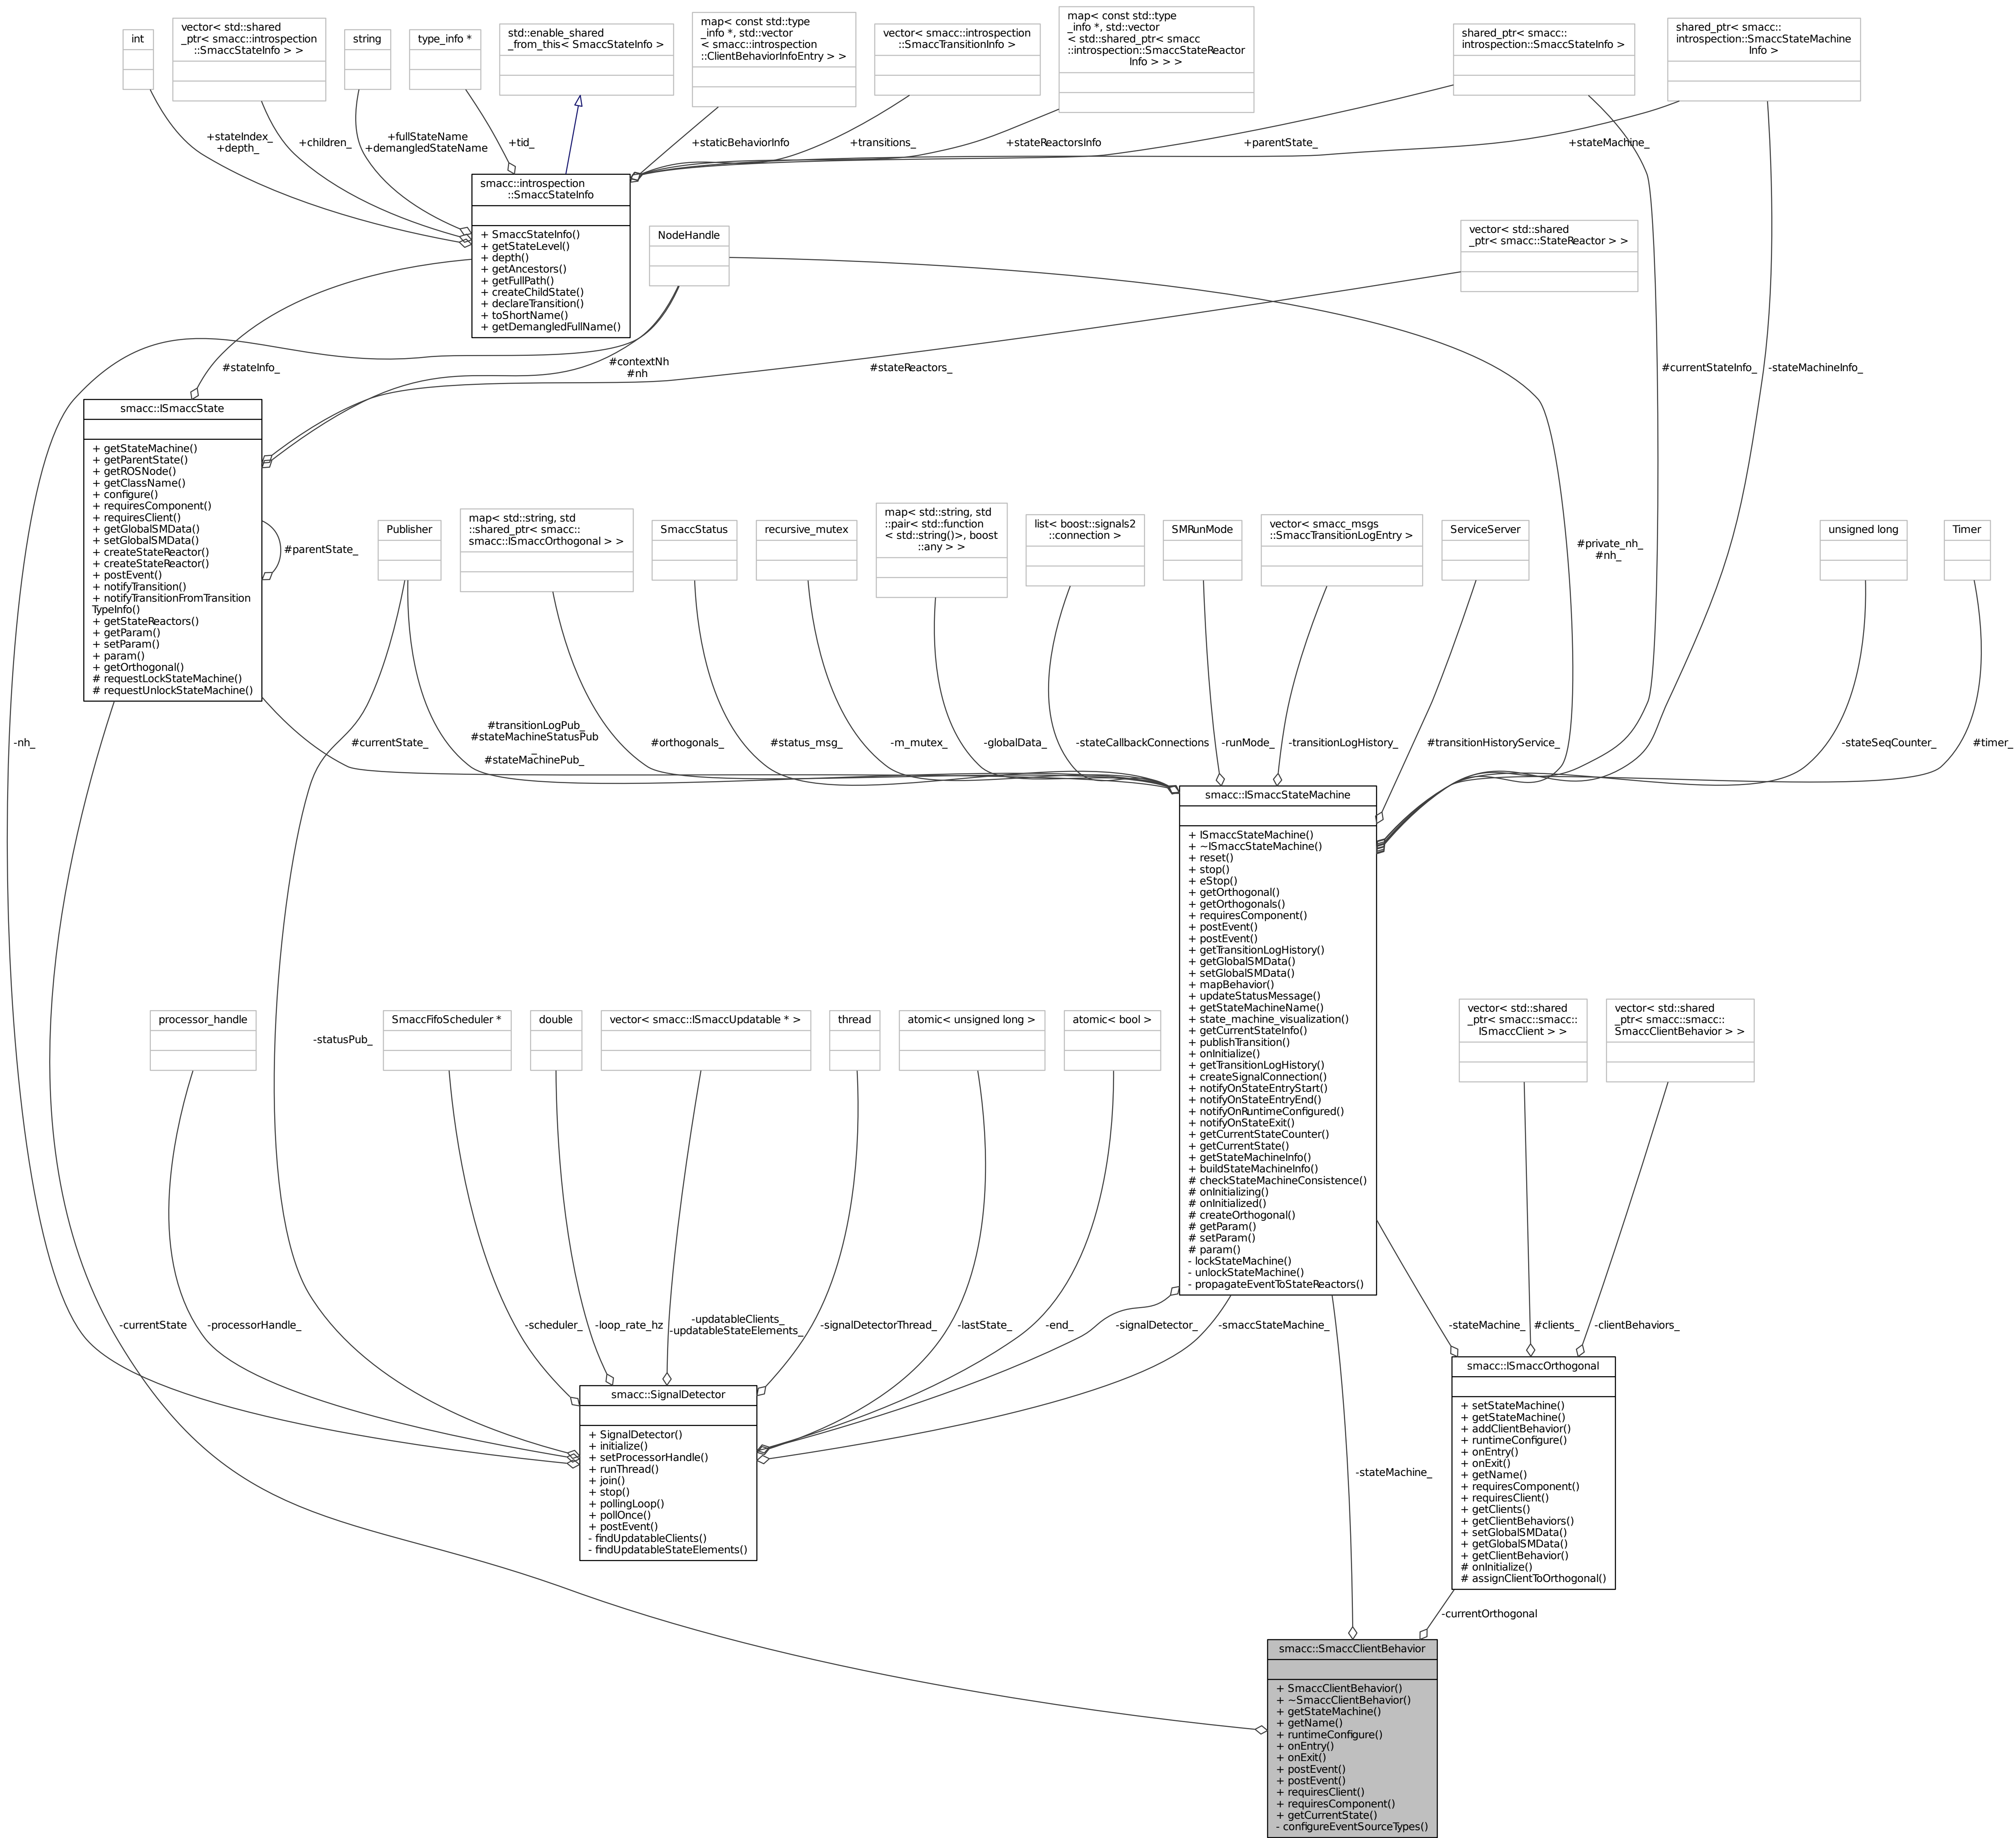 int
vector< std::shared
_ptr< smacc::introspection
::SmaccStateInfo > >
string
type_info *
std::enable_shared
_from_this< SmaccStateInfo >
map< const std::type
_info *, std::vector
< smacc::introspection
::ClientBehaviorInfoEntry > >
vector< smacc::introspection
::SmaccTransitionInfo >
map< const std::type
_info *, std::vector
< std::shared_ptr< smacc
::introspection::SmaccStateReactor
Info > > >
shared_ptr< smacc::
introspection::SmaccStateInfo >
shared_ptr< smacc::
introspection::SmaccStateMachine
Info >
+stateIndex_
+depth_
+children_
+fullStateName
+demangledStateName
+tid_
+staticBehaviorInfo
+transitions_
+stateReactorsInfo
+parentState_
+stateMachine_
smacc::introspection
::SmaccStateInfo
+ SmaccStateInfo()
+ getStateLevel()
+ depth()
+ getAncestors()
+ getFullPath()
+ createChildState()
+ declareTransition()
+ toShortName()
+ getDemangledFullName()
NodeHandle
vector< std::shared
_ptr< smacc::StateReactor > >
#stateInfo_
#contextNh
#nh
#stateReactors_
#currentStateInfo_
-stateMachineInfo_
smacc::ISmaccState
+ getStateMachine()
+ getParentState()
+ getROSNode()
+ getClassName()
+ configure()
+ requiresComponent()
+ requiresClient()
+ getGlobalSMData()
+ setGlobalSMData()
+ createStateReactor()
+ createStateReactor()
+ postEvent()
+ notifyTransition()
+ notifyTransitionFromTransition
TypeInfo()
+ getStateReactors()
+ getParam()
+ setParam()
+ param()
+ getOrthogonal()
# requestLockStateMachine()
# requestUnlockStateMachine()
#parentState_
Publisher
map< std::string, std
::shared_ptr< smacc::
smacc::ISmaccOrthogonal > >
SmaccStatus
recursive_mutex
map< std::string, std
::pair< std::function
< std::string()>, boost
::any > >
list< boost::signals2
::connection >
SMRunMode
vector< smacc_msgs
::SmaccTransitionLogEntry >
ServiceServer
#private_nh_
#nh_
unsigned long
Timer
-nh_
#currentState_
#transitionLogPub_
#stateMachineStatusPub
_
#stateMachinePub_
#orthogonals_
#status_msg_
-m_mutex_
-globalData_
-stateCallbackConnections
-runMode_
-transitionLogHistory_
#transitionHistoryService_
-stateSeqCounter_
#timer_
smacc::ISmaccStateMachine
+ ISmaccStateMachine()
+ ~ISmaccStateMachine()
+ reset()
+ stop()
+ eStop()
+ getOrthogonal()
+ getOrthogonals()
+ requiresComponent()
+ postEvent()
+ postEvent()
+ getTransitionLogHistory()
+ getGlobalSMData()
+ setGlobalSMData()
+ mapBehavior()
+ updateStatusMessage()
+ getStateMachineName()
+ state_machine_visualization()
+ getCurrentStateInfo()
+ publishTransition()
+ onInitialize()
+ getTransitionLogHistory()
+ createSignalConnection()
+ notifyOnStateEntryStart()
+ notifyOnStateEntryEnd()
+ notifyOnRuntimeConfigured()
+ notifyOnStateExit()
+ getCurrentStateCounter()
+ getCurrentState()
+ getStateMachineInfo()
+ buildStateMachineInfo()
# checkStateMachineConsistence()
# onInitializing()
# onInitialized()
# createOrthogonal()
# getParam()
# setParam()
# param()
- lockStateMachine()
- unlockStateMachine()
- propagateEventToStateReactors()
processor_handle
-statusPub_
SmaccFifoScheduler *
double
vector< smacc::ISmaccUpdatable * >
thread
atomic< unsigned long >
atomic< bool >
vector< std::shared
_ptr< smacc::smacc::
ISmaccClient > >
vector< std::shared
_ptr< smacc::smacc::
SmaccClientBehavior > >
-currentState
-processorHandle_
-scheduler_
-loop_rate_hz
-updatableClients_
-updatableStateElements_
-signalDetectorThread_
-lastState_
-end_
-signalDetector_
-smaccStateMachine_
-stateMachine_
#clients_
-clientBehaviors_
smacc::SignalDetector
+ SignalDetector()
+ initialize()
+ setProcessorHandle()
+ runThread()
+ join()
+ stop()
+ pollingLoop()
+ pollOnce()
+ postEvent()
- findUpdatableClients()
- findUpdatableStateElements()
smacc::ISmaccOrthogonal
+ setStateMachine()
+ getStateMachine()
+ addClientBehavior()
+ runtimeConfigure()
+ onEntry()
+ onExit()
+ getName()
+ requiresComponent()
+ requiresClient()
+ getClients()
+ getClientBehaviors()
+ setGlobalSMData()
+ getGlobalSMData()
+ getClientBehavior()
# onInitialize()
# assignClientToOrthogonal()
-stateMachine_
-currentOrthogonal
smacc::SmaccClientBehavior
+ SmaccClientBehavior()
+ ~SmaccClientBehavior()
+ getStateMachine()
+ getName()
+ runtimeConfigure()
+ onEntry()
+ onExit()
+ postEvent()
+ postEvent()
+ requiresClient()
+ requiresComponent()
+ getCurrentState()
- configureEventSourceTypes()